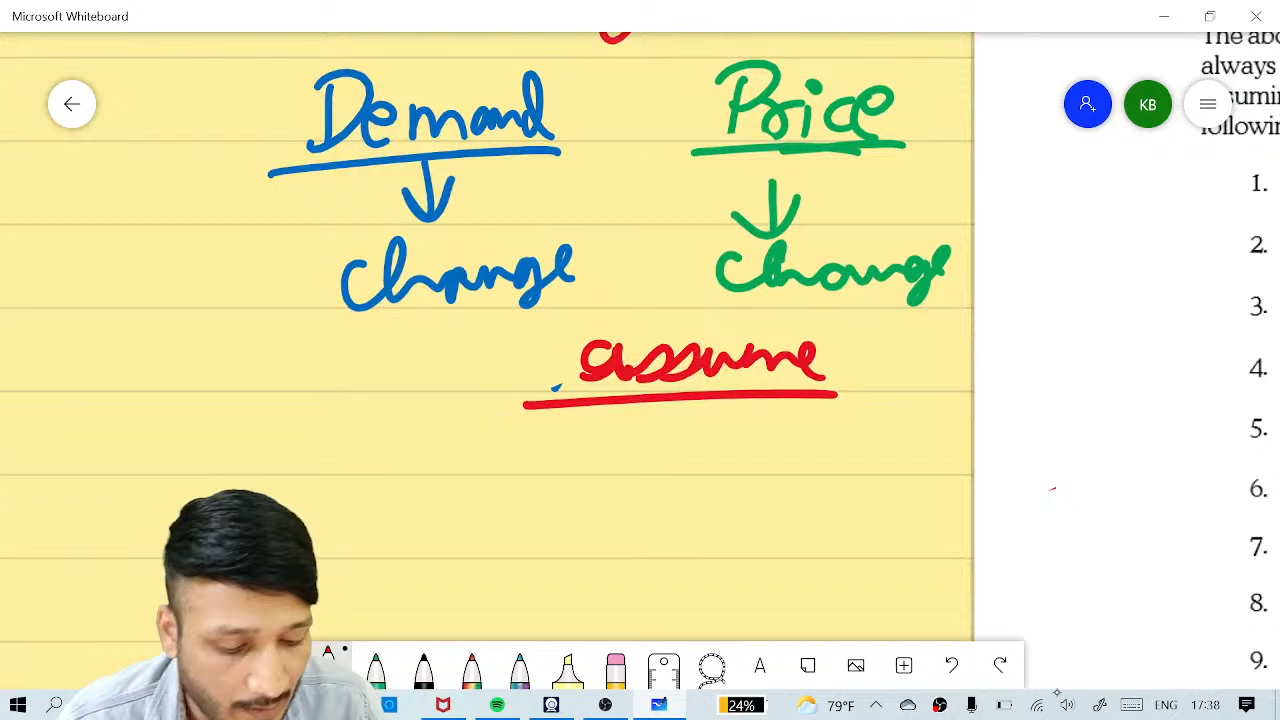 Microsoft Whiteboard
The abo
always
ssumin
followin
KB
Demand Price
Change Change
assume
1.
2.
3.
4.
5.
6.
7.
8.
9.
24% 79°F ENG 17:38